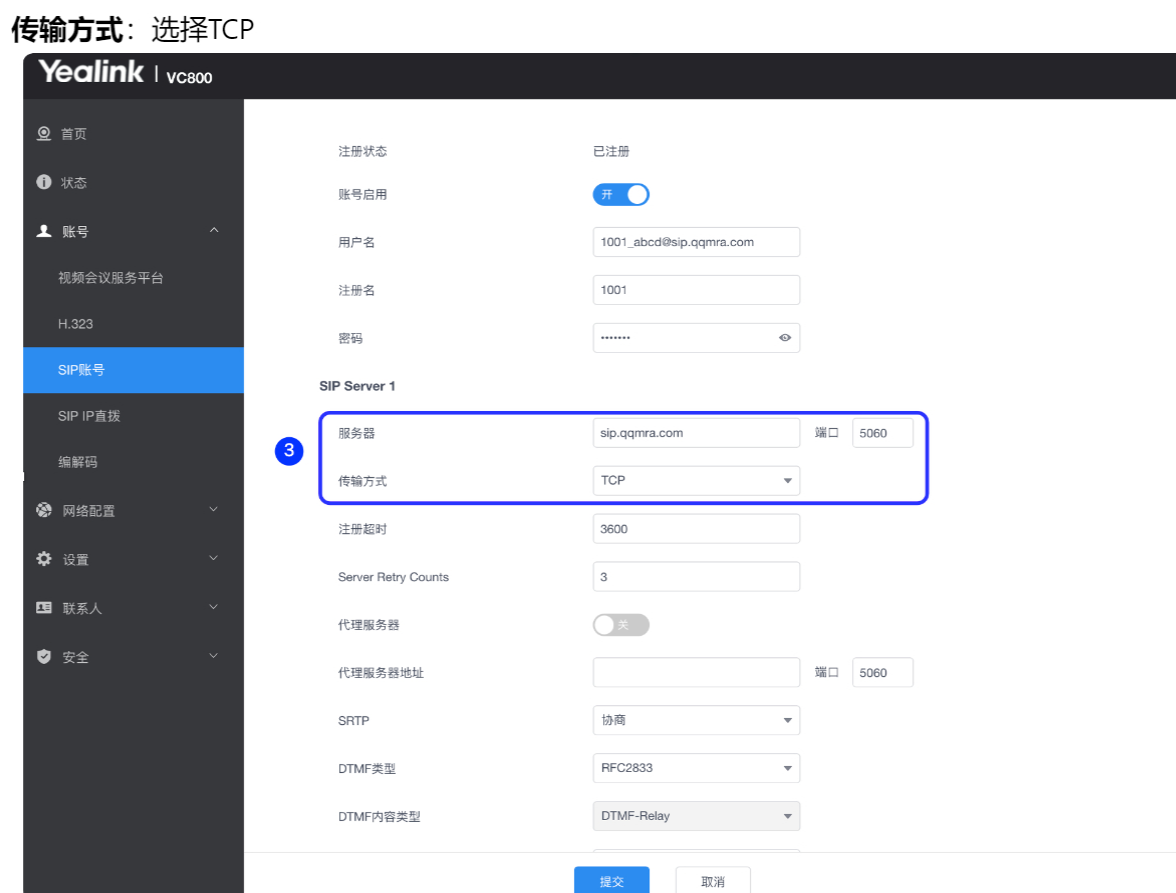 传输方式：选择TCP
Yealink | VC800
首页
状态
账号
视频会议服务平台
H.323
SIP账号
SIP IP直拨
编解码
网络配置
设置
联系人
安全
注册状态 已注册
账号启用 开
用户名 1001_abcd@sip.qqmra.com
注册名 1001
密码 •••••••
SIP Server 1
3
服务器 sip.qqmra.com 端口 5060
传输方式 TCP
注册超时 3600
Server Retry Counts 3
代理服务器 关
代理服务器地址 端口 5060
SRTP 协商
DTMF类型 RFC2833
DTMF内容类型 DTMF-Relay
提交 取消